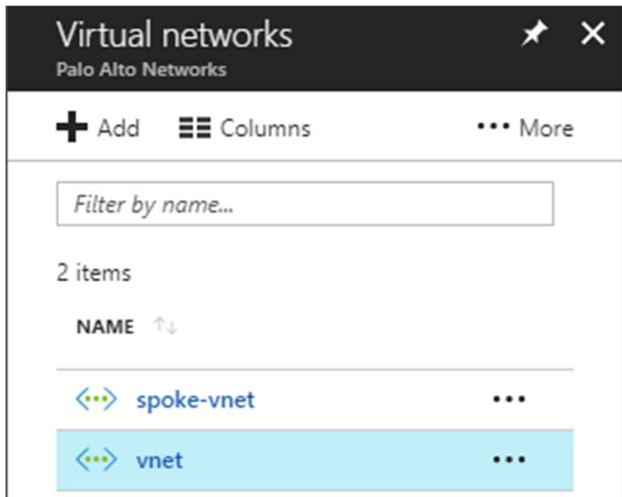 Virtual networks
Palo Alto Networks
Add Columns ••• More
Filter by name...
2 items
NAME ↑↓
spoke-vnet •••
vnet •••